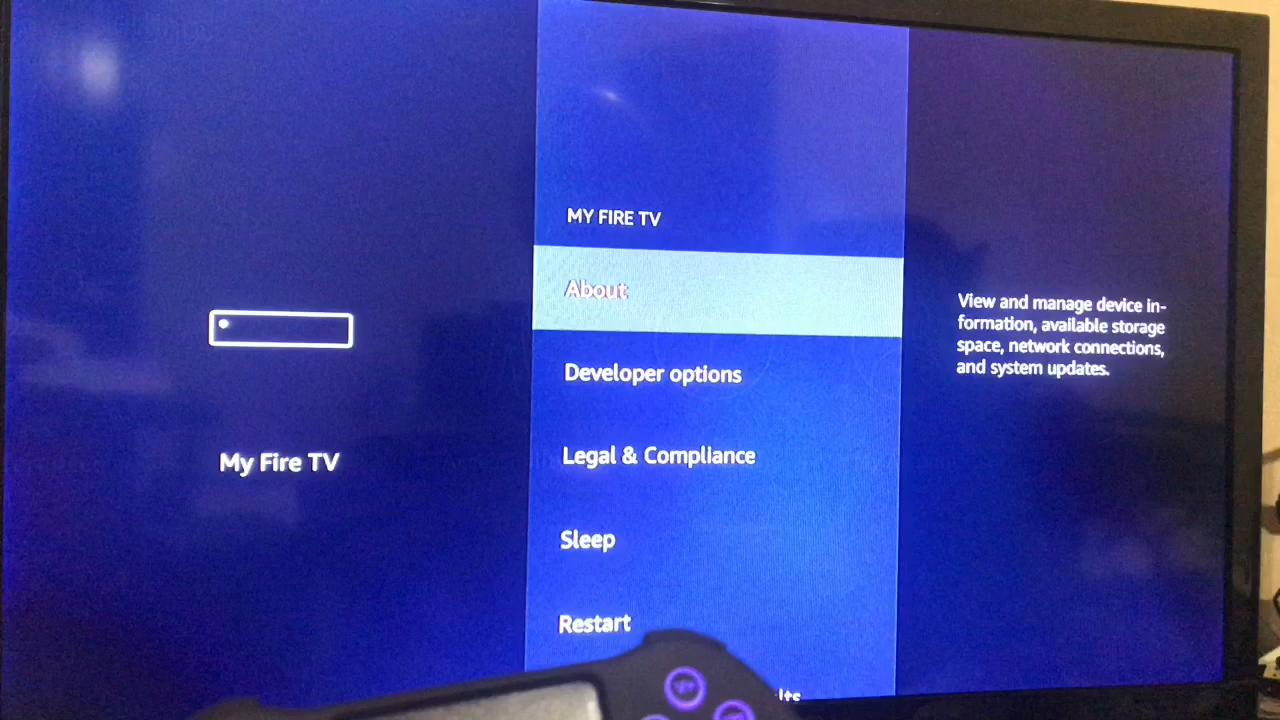 MY FIRE TV
About
View and manage device in-
formation, available storage
space, network connections,
and system updates.
Developer options
Legal & Compliance
My Fire TV
Sleep
Restart